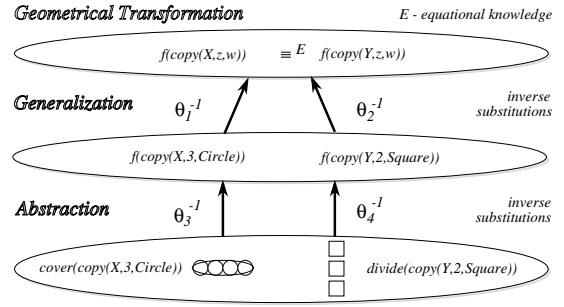 Geometrical Transformation E - equational knowledge
f(copy(X,z,w)) ≡ E f(copy(Y,z,w))
Generalization θ1-1 θ2-1 inverse substitutions
f(copy(X,3,Circle)) f(copy(Y,2,Square))
Abstraction θ3-1 θ4-1 inverse substitutions
cover(copy(X,3,Circle)) divide(copy(Y,2,Square))